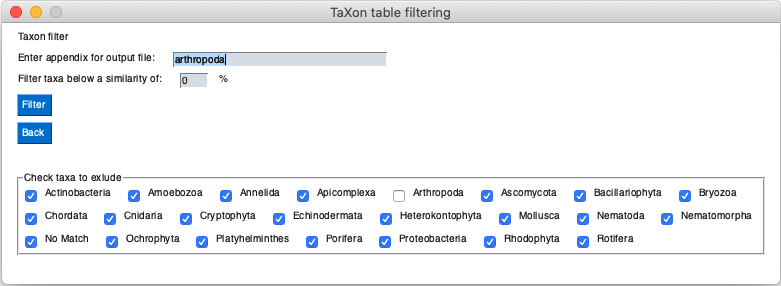 TaXon table filtering
Taxon filter
Enter appendix for output file: arthropoda
Filter taxa below a similarity of: 0 %
Filter
Back
Check taxa to exlude
Actinobacteria Amoebozoa Annelida Apicomplexa Arthropoda Ascomycota Bacillariophyta Bryozoa
Chordata Cnidaria Cryptophyta Echinodermata Heterokontophyta Mollusca Nematoda Nematomorpha
No Match Ochrophyta Platyhelminthes Porifera Proteobacteria Rhodophyta Rotifera